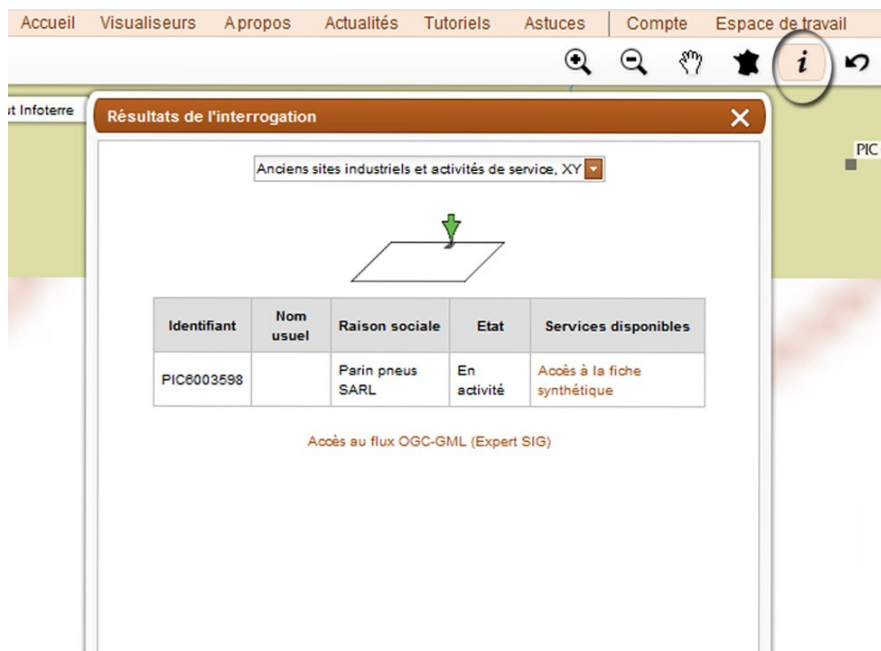 Accueil Visualiseurs A propos Actualités Tutoriels Astuces Compte Espace de travail
i
ut Infoterre
Résultats de l'interrogation
PIC
Anciens sites industriels et activités de service, XY
Identifiant Nom usuel Raison sociale Etat Services disponibles
PIC6003598 Parin pneus SARL En activité Accès à la fiche synthétique
Accès au flux OGC-GML (Expert SIG)